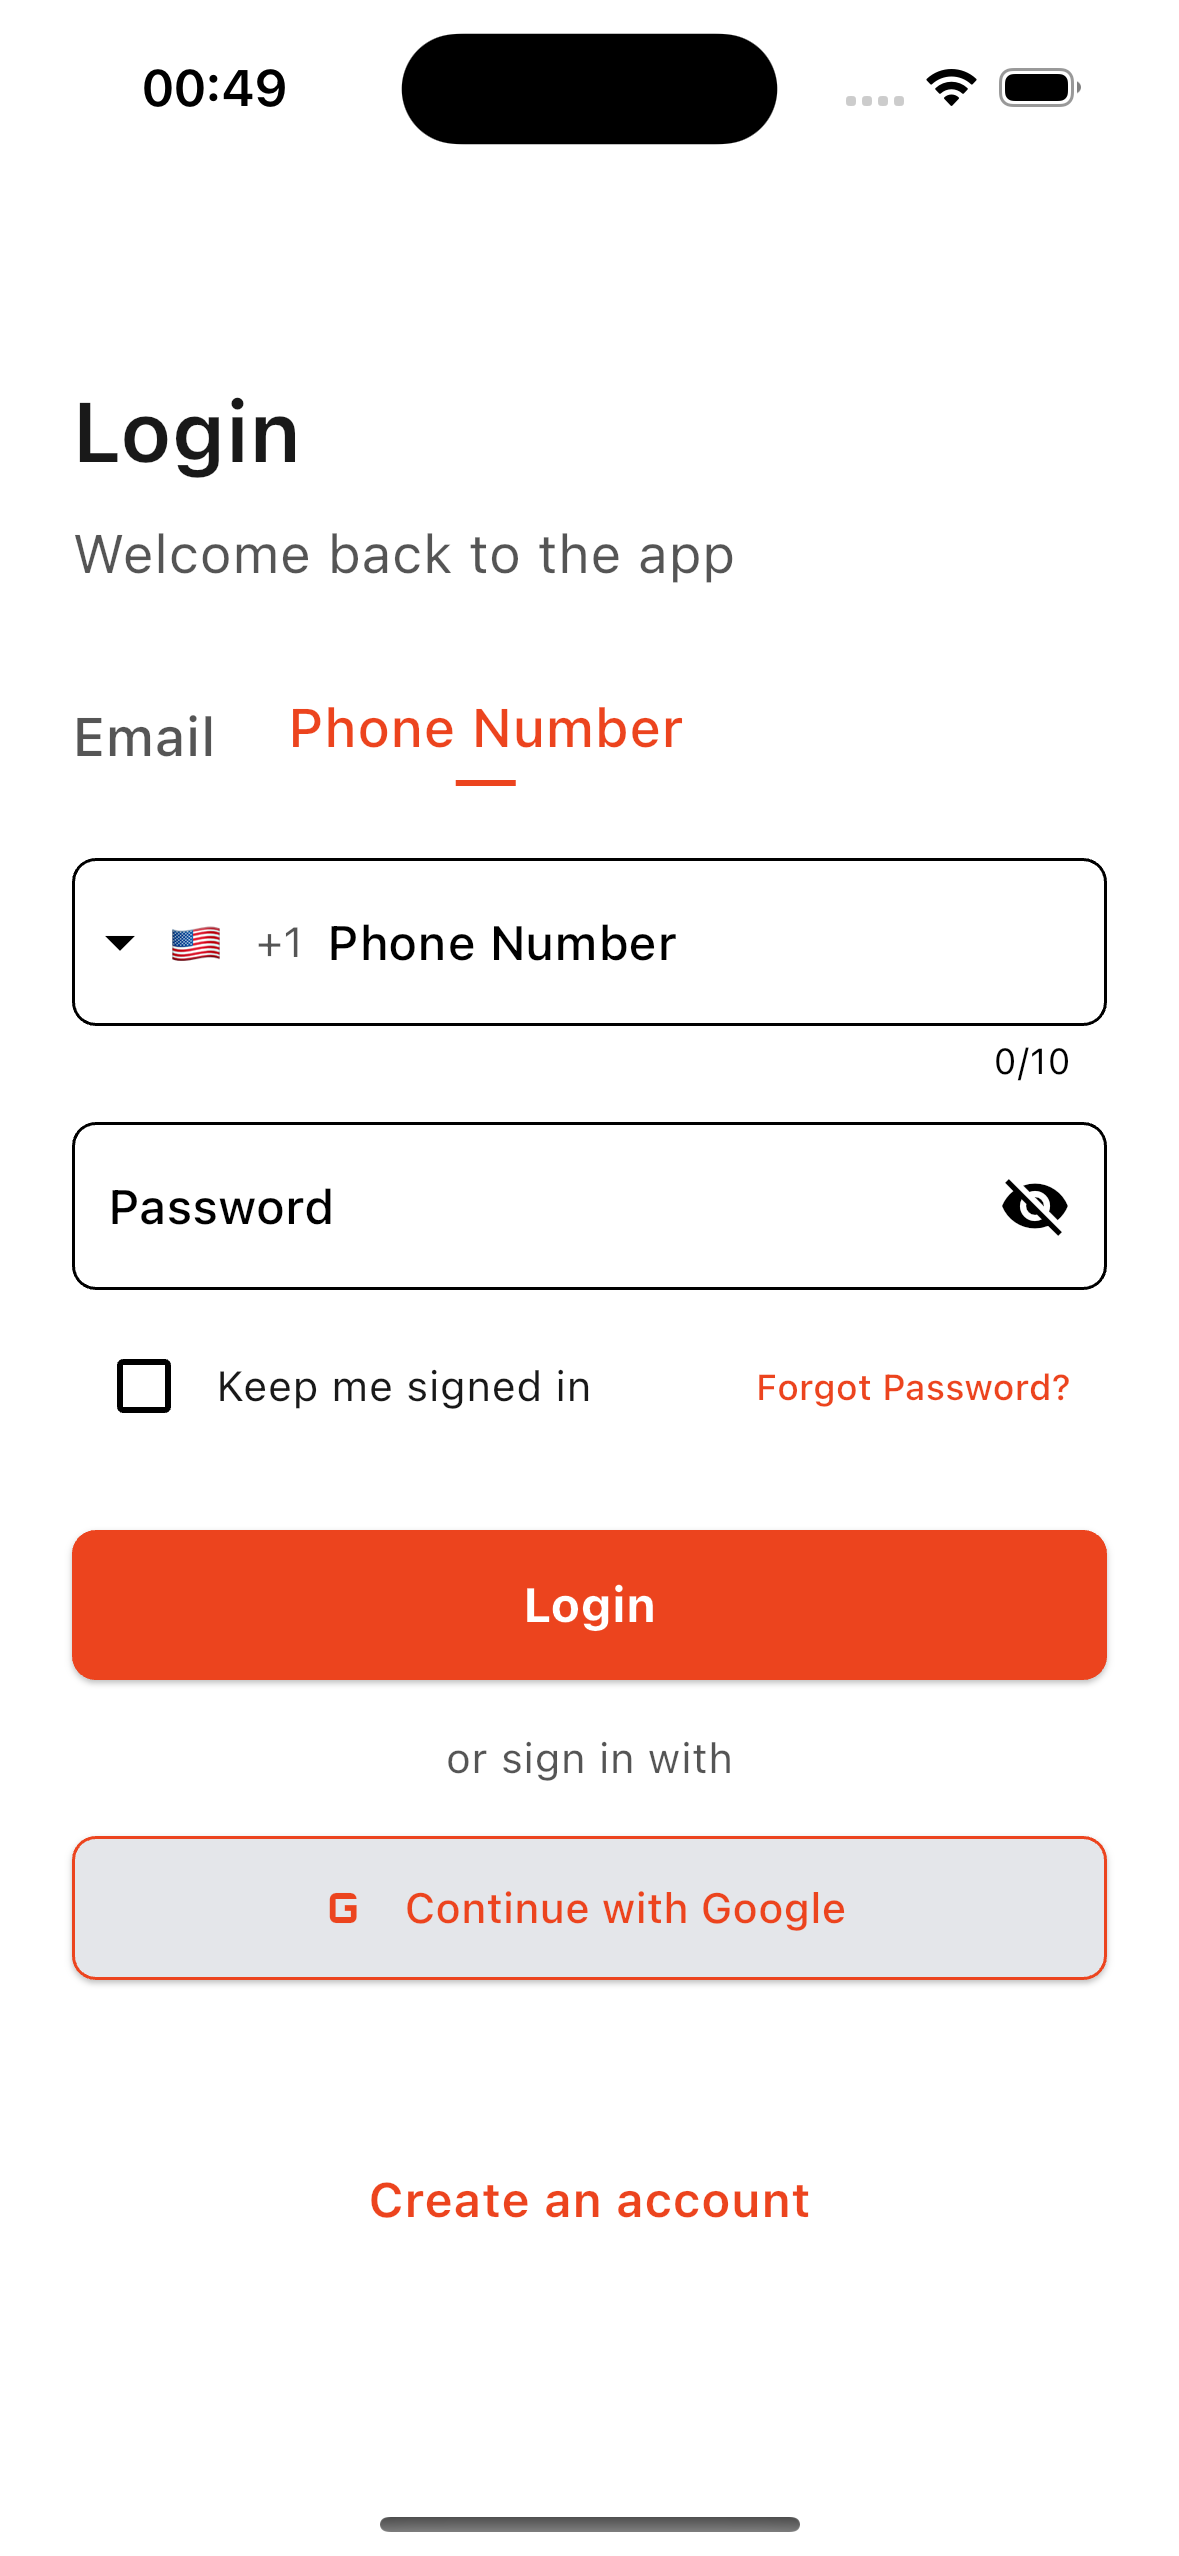 00:49
Login
Welcome back to the app
Email
Phone Number
+1 Phone Number
0/10
Password
Keep me signed in
Forgot Password?
Login
or sign in with
G Continue with Google
Create an account